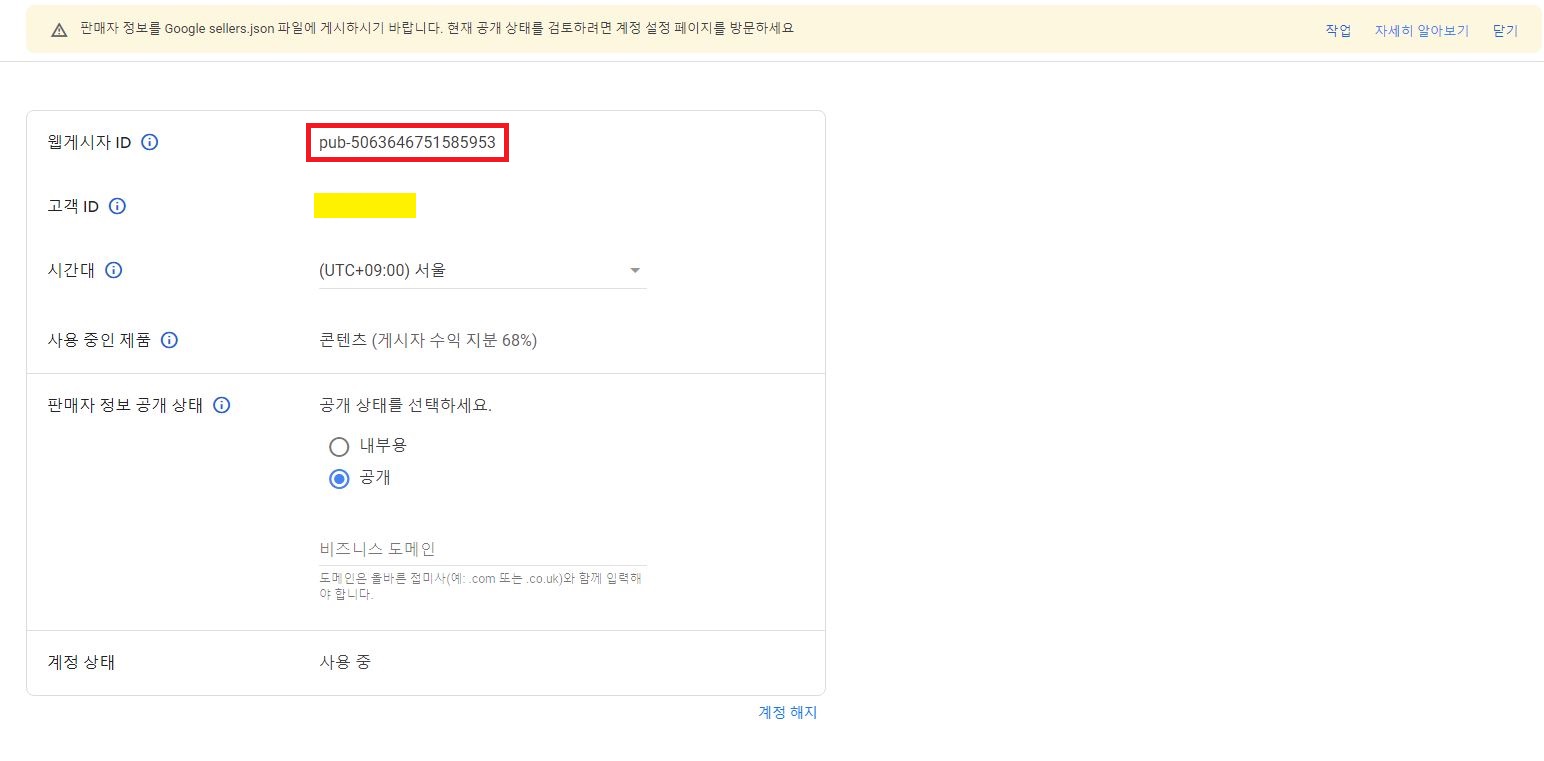 판매자 정보를 Google sellers.json 파일에 게시하시기 바랍니다. 현재 공개 상태를 검토하려면 계정 설정 페이지를 방문하세요
작업 자세히 알아보기 닫기
웹게시자 ID pub-5063646751585953
고객 ID
시간대 (UTC+09:00) 서울
사용 중인 제품 콘텐츠 (게시자 수익 지분 68%)
판매자 정보 공개 상태 공개 상태를 선택하세요.
내부용
공개
비즈니스 도메인
도메인은 올바른 접미사(예: .com 또는 .co.uk)와 함께 입력해
야 합니다.
계정 상태 사용 중
계정 해지